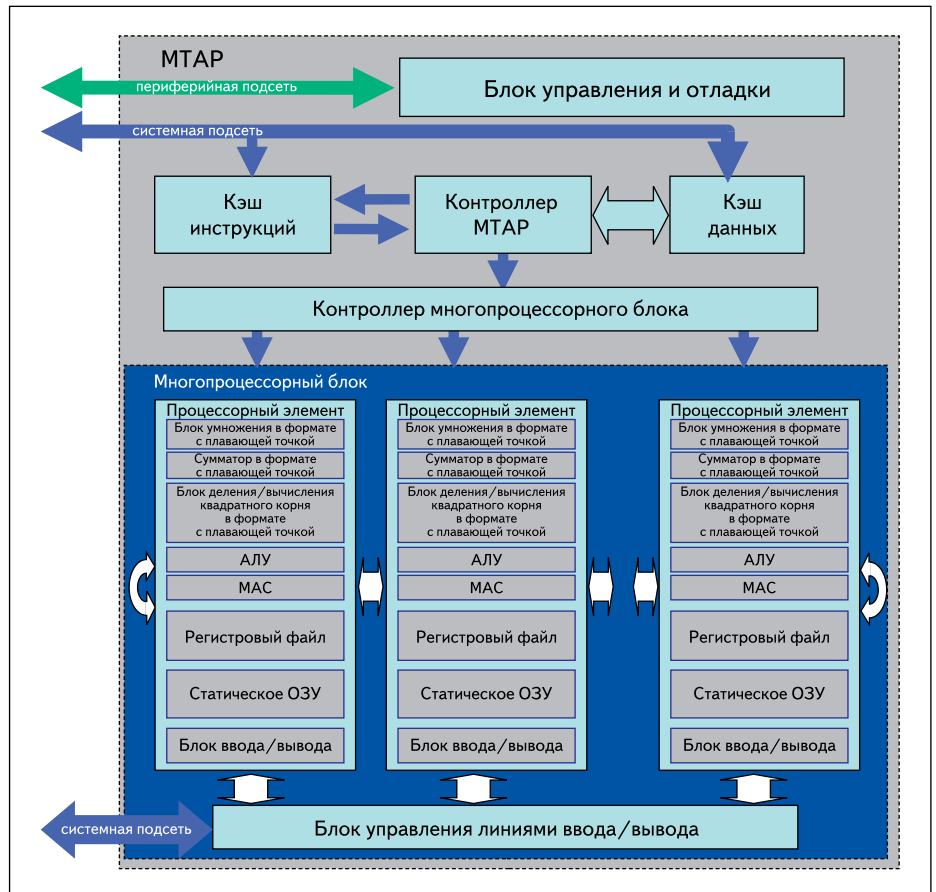 МТАР
периферийная подсеть
Блок управления и отладки
системная подсеть
Кэш
инструкций
Контроллер
МТАР
Кэш
данных
Контроллер многопроцессорного блока
Многопроцессорный блок
Процессорный элемент
Блок умножения в формате
с плавающей точкой
Сумматор в формате
с плавающей точкой
Блок деления/вычисления
квадратного корня
в формате
с плавающей точкой
АЛУ
МАС
Регистровый файл
Статическое ОЗУ
Блок ввода/вывода
Процессорный элемент
Блок умножения в формате
с плавающей точкой
Сумматор в формате
с плавающей точкой
Блок деления/вычисления
квадратного корня
в формате
с плавающей точкой
АЛУ
МАС
Регистровый файл
Статическое ОЗУ
Блок ввода/вывода
Процессорный элемент
Блок умножения в формате
с плавающей точкой
Сумматор в формате
с плавающей точкой
Блок деления/вычисления
квадратного корня
в формате
с плавающей точкой
АЛУ
МАС
Регистровый файл
Статическое ОЗУ
Блок ввода/вывода
системная подсеть
Блок управления линиями ввода/вывода